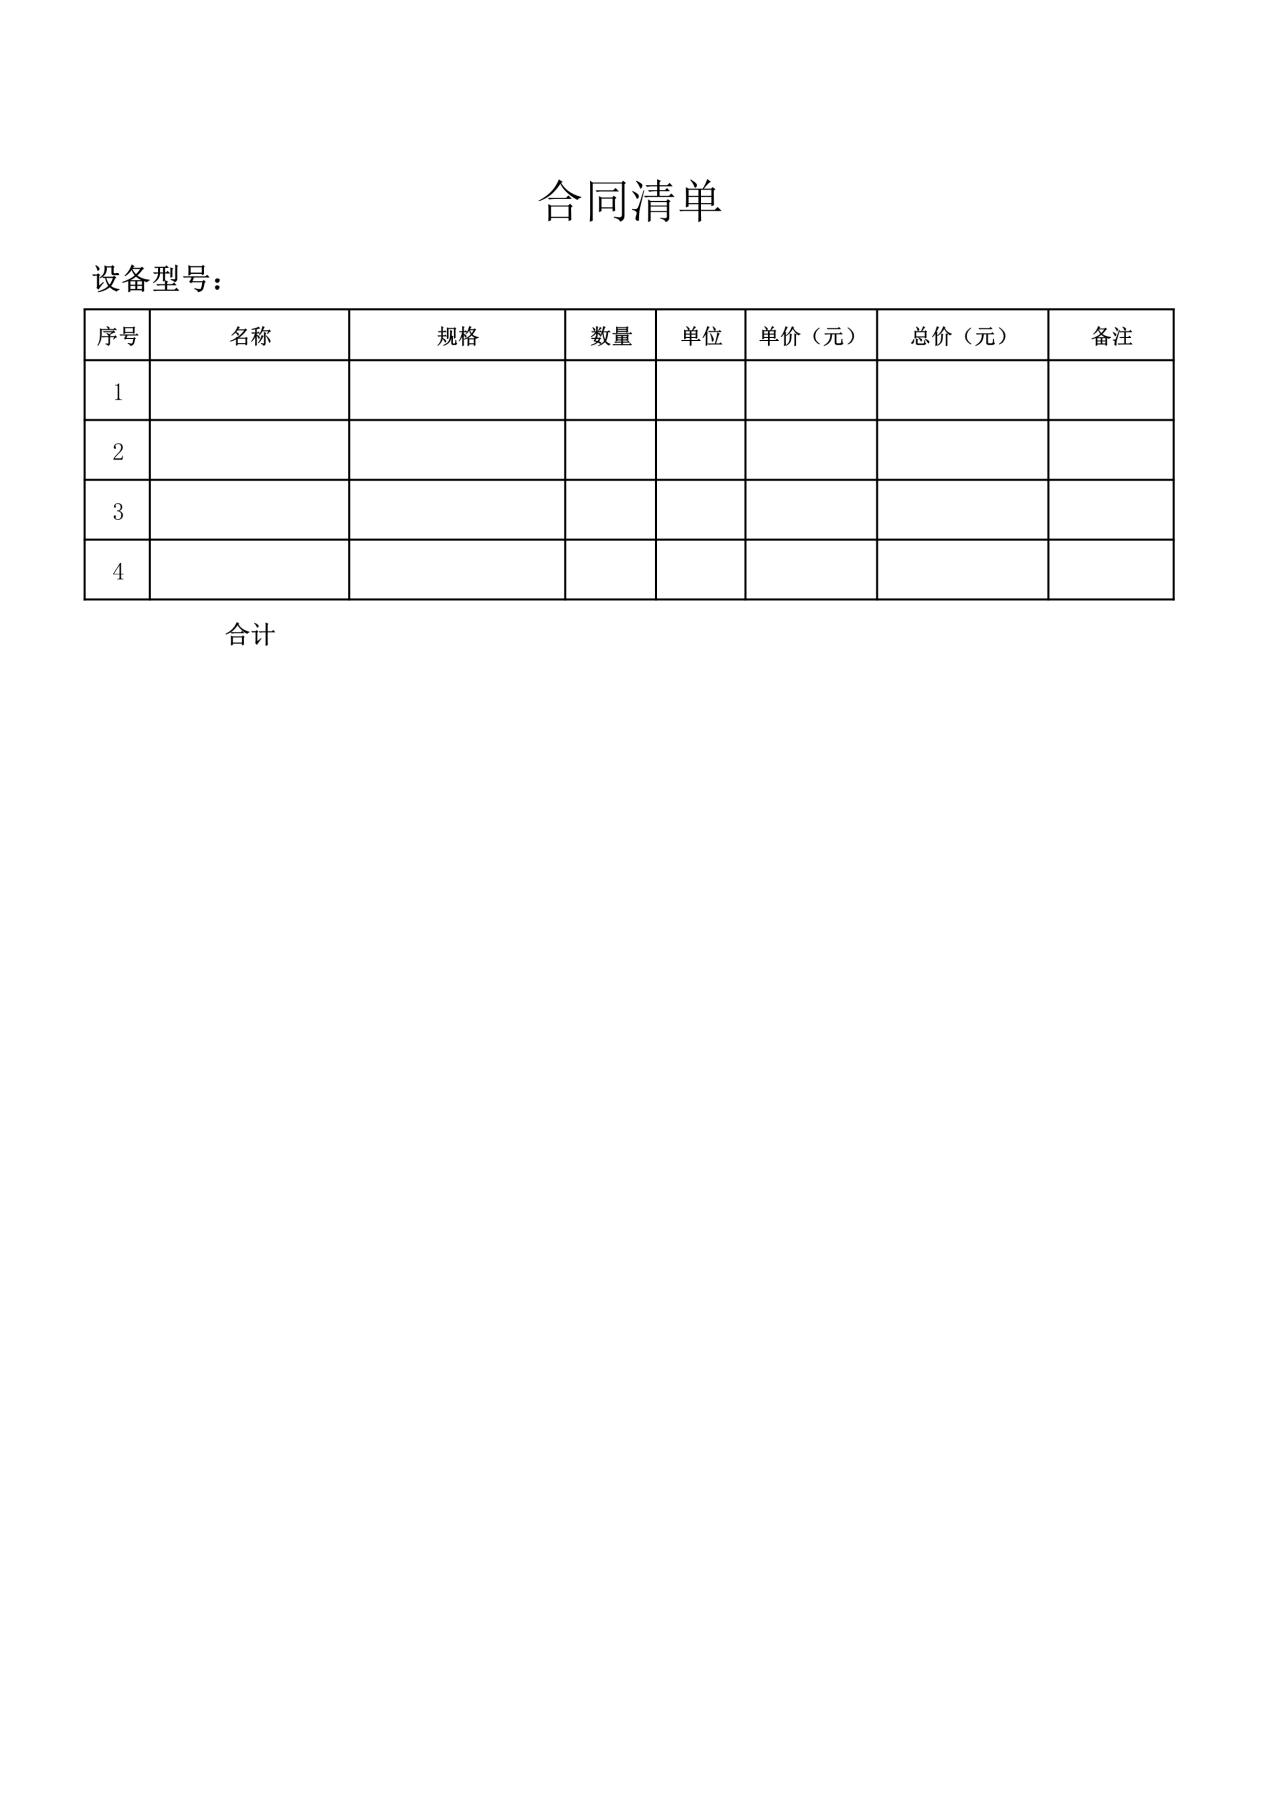 合同清单
设备型号：
序号 名称 规格 数量 单位 单价（元） 总价（元） 备注
1
2
3
4
合计